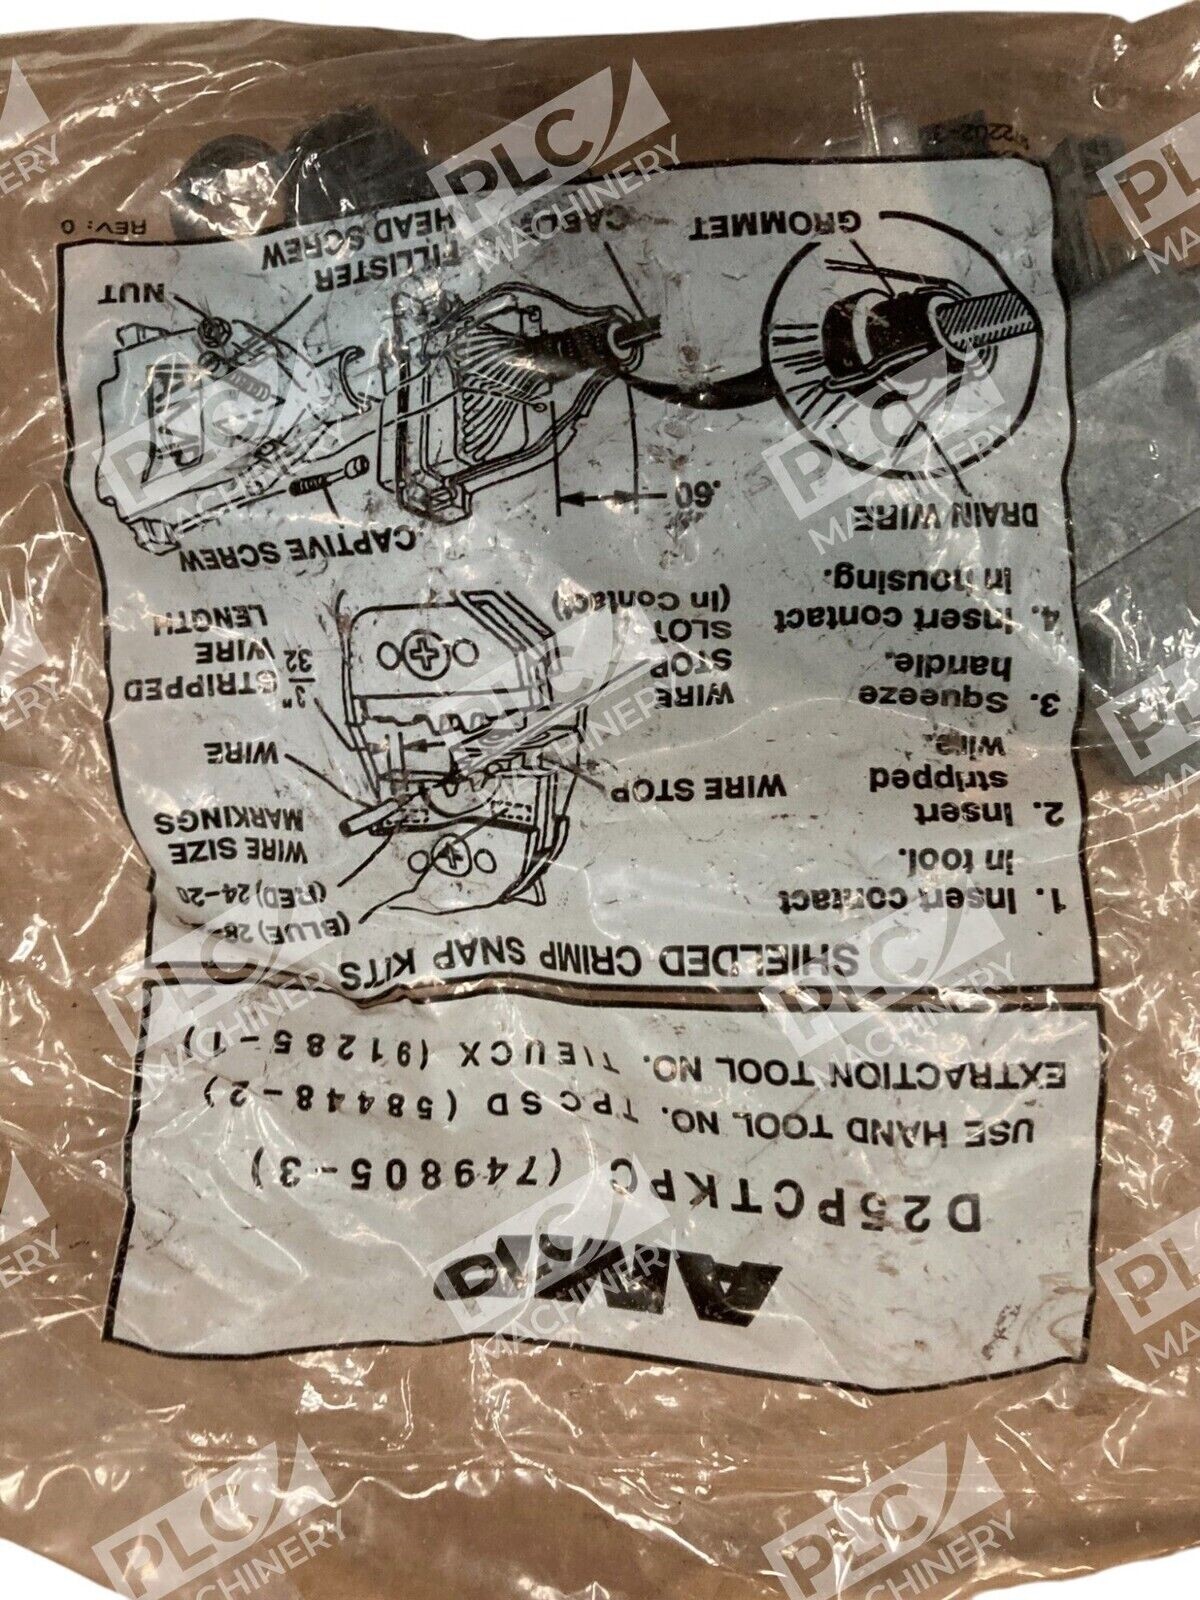 AMP
D25PCTKPC (749805-3)
USE HAND TOOL NO. TPCSD (58448-2)
EXTRACTION TOOL NO. TIEUCX (91285-1)
SHIELDED CRIMP SNAP KITS
1. Insert contact
in tool.
2. Insert
stripped
wire.
3. Squeeze
handle.
4. Insert contact
in housing.
(BLUE) 28-
(RED) 24-20
WIRE SIZE
MARKINGS
WIRE STOP
WIRE
WIRE
STOP
SLOT
(In Contact)
3"
32
STRIPPED
WIRE
LENGTH
DRAIN WIRE
.60
CAPTIVE SCREW
AMP
NUT
FILLISTER
HEAD SCREW
GROMMET
REV: 0
2202-3
PLC
MACHINERY